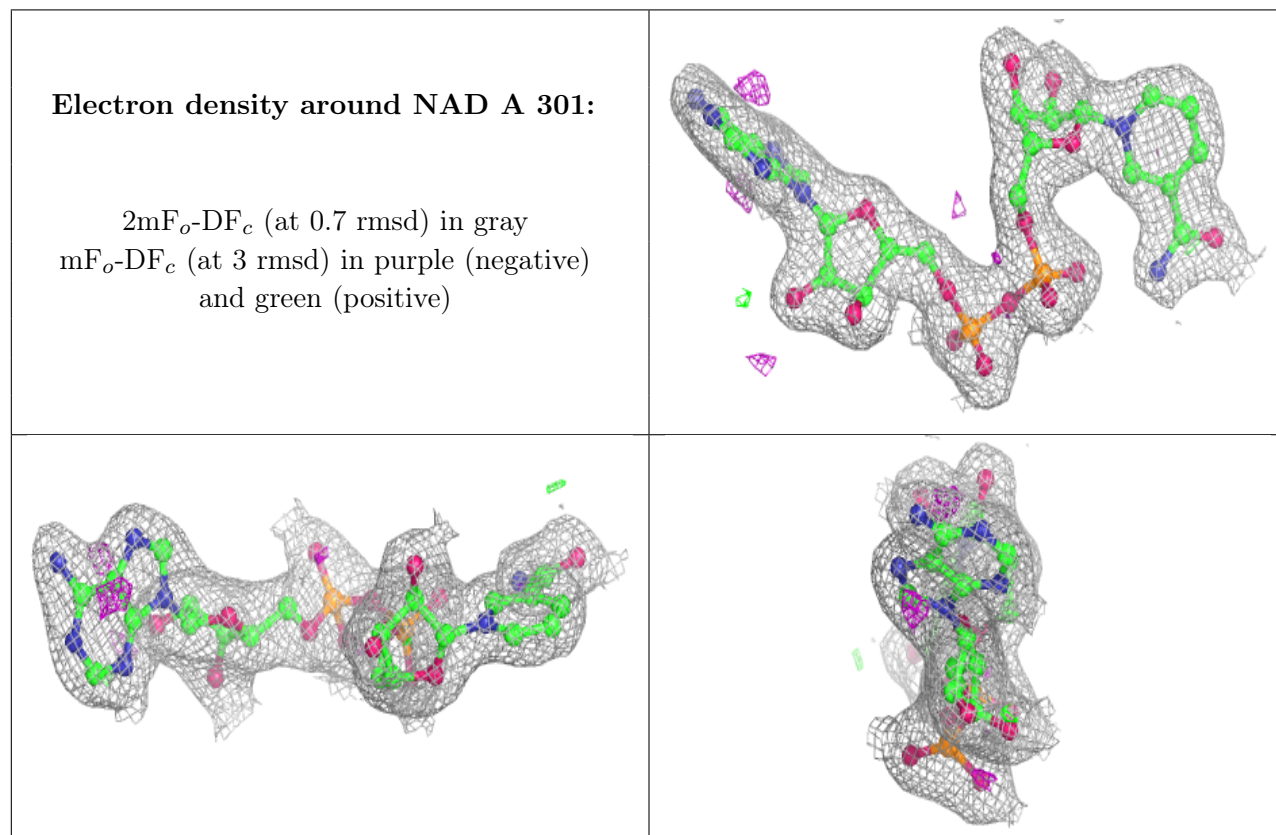 Electron density around NAD A 301:
2mFo-DFc (at 0.7 rmsd) in gray
mFo-DFc (at 3 rmsd) in purple (negative)
and green (positive)